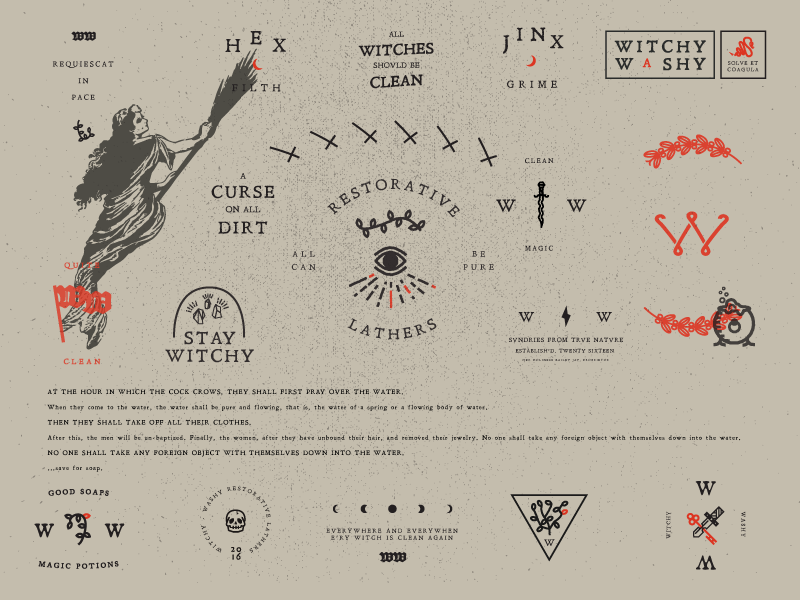 WW
REQUIESCAT
IN
PACE
HEX
FILTH
ALL
WITCHES
SHOVLD BE
CLEAN
JINX
GRIME
WITCHY
WASHY
SOLVE ET
COAGULA
A
CURSE
ON ALL
DIRT
RESTORATIVE
LATHERS
ALL
CAN
BE
PURE
CLEAN
W W
MAGIC
W
CLEAN
STAY
WITCHY
W W
SYNDRIES FROM TRVE NATVRE
ESTABLISH'D. TWENTY SIXTEEN
AT THE HOUR IN WHICH THE COCK CROWS, THEY SHALL FIRST PRAY OVER THE WATER.
When they come to the water, the water shall be pure and flowing, that is, the water of a spring or a flowing body of water.
THEN THEY SHALL TAKE OFF ALL THEIR CLOTHES.
After this, the men will be un-baptized. Finally, the women, after they have unbound their hair, and removed their jewelry. No one shall take any foreign object with themselves down into the water.
NO ONE SHALL TAKE ANY FOREIGN OBJECT WITH THEMSELVES DOWN INTO THE WATER.
...save for soap.
GOOD SOAPS
W W
MAGIC POTIONS
WITCHY · WASHY RESTORATIVE LATHERS
2016
EVERYWHERE AND EVERYWHEN
E'RY WITCH IS CLEAN AGAIN
WW
W
W
WITCHY
WASHY
W